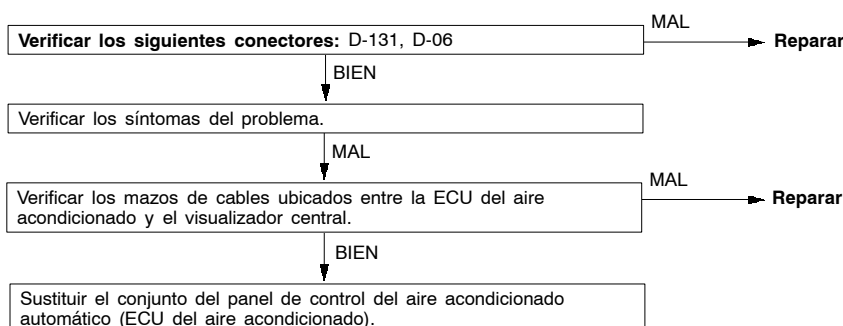 MAL
Verificar los siguientes conectores: D-131, D-06
Reparar
BIEN
Verificar los síntomas del problema.
MAL
MAL
Verificar los mazos de cables ubicados entre la ECU del aire
acondicionado y el visualizador central.
Reparar
BIEN
Sustituir el conjunto del panel de control del aire acondicionado
automático (ECU del aire acondicionado).